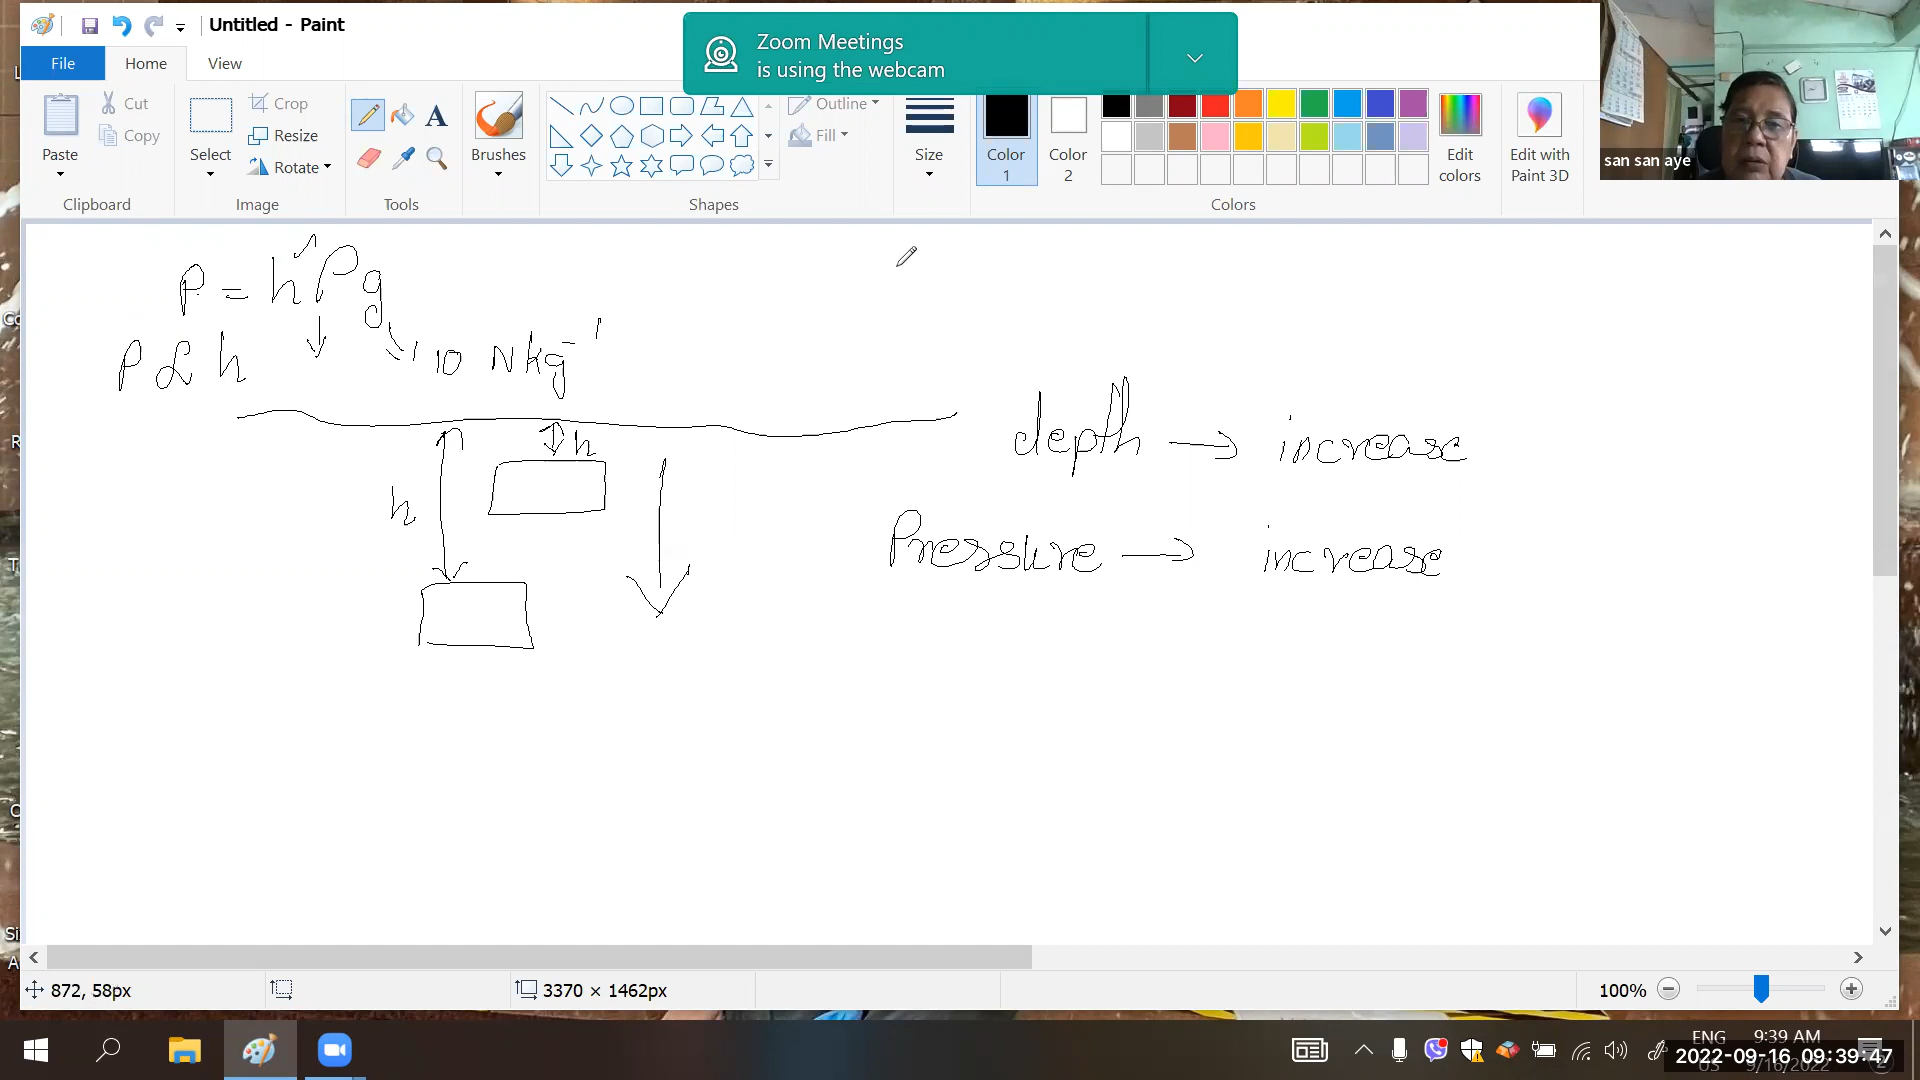 Untitled - Paint
Zoom Meetings
is using the webcam
File
Home
View
Cut
Crop
Outline
Copy
Resize
Fill
Paste
Select
Rotate
Brushes
Size
Color
1
Color
2
Edit
colors
Edit with
Paint 3D
san san aye
Clipboard
Image
Tools
Shapes
Colors
P = hρg
P α h
10 Nkg⁻¹
depth → increase
h
h
Pressure → increase
872, 58px
3370 × 1462px
100%
ENG
9:39 AM
2022-09-16 09:39:47